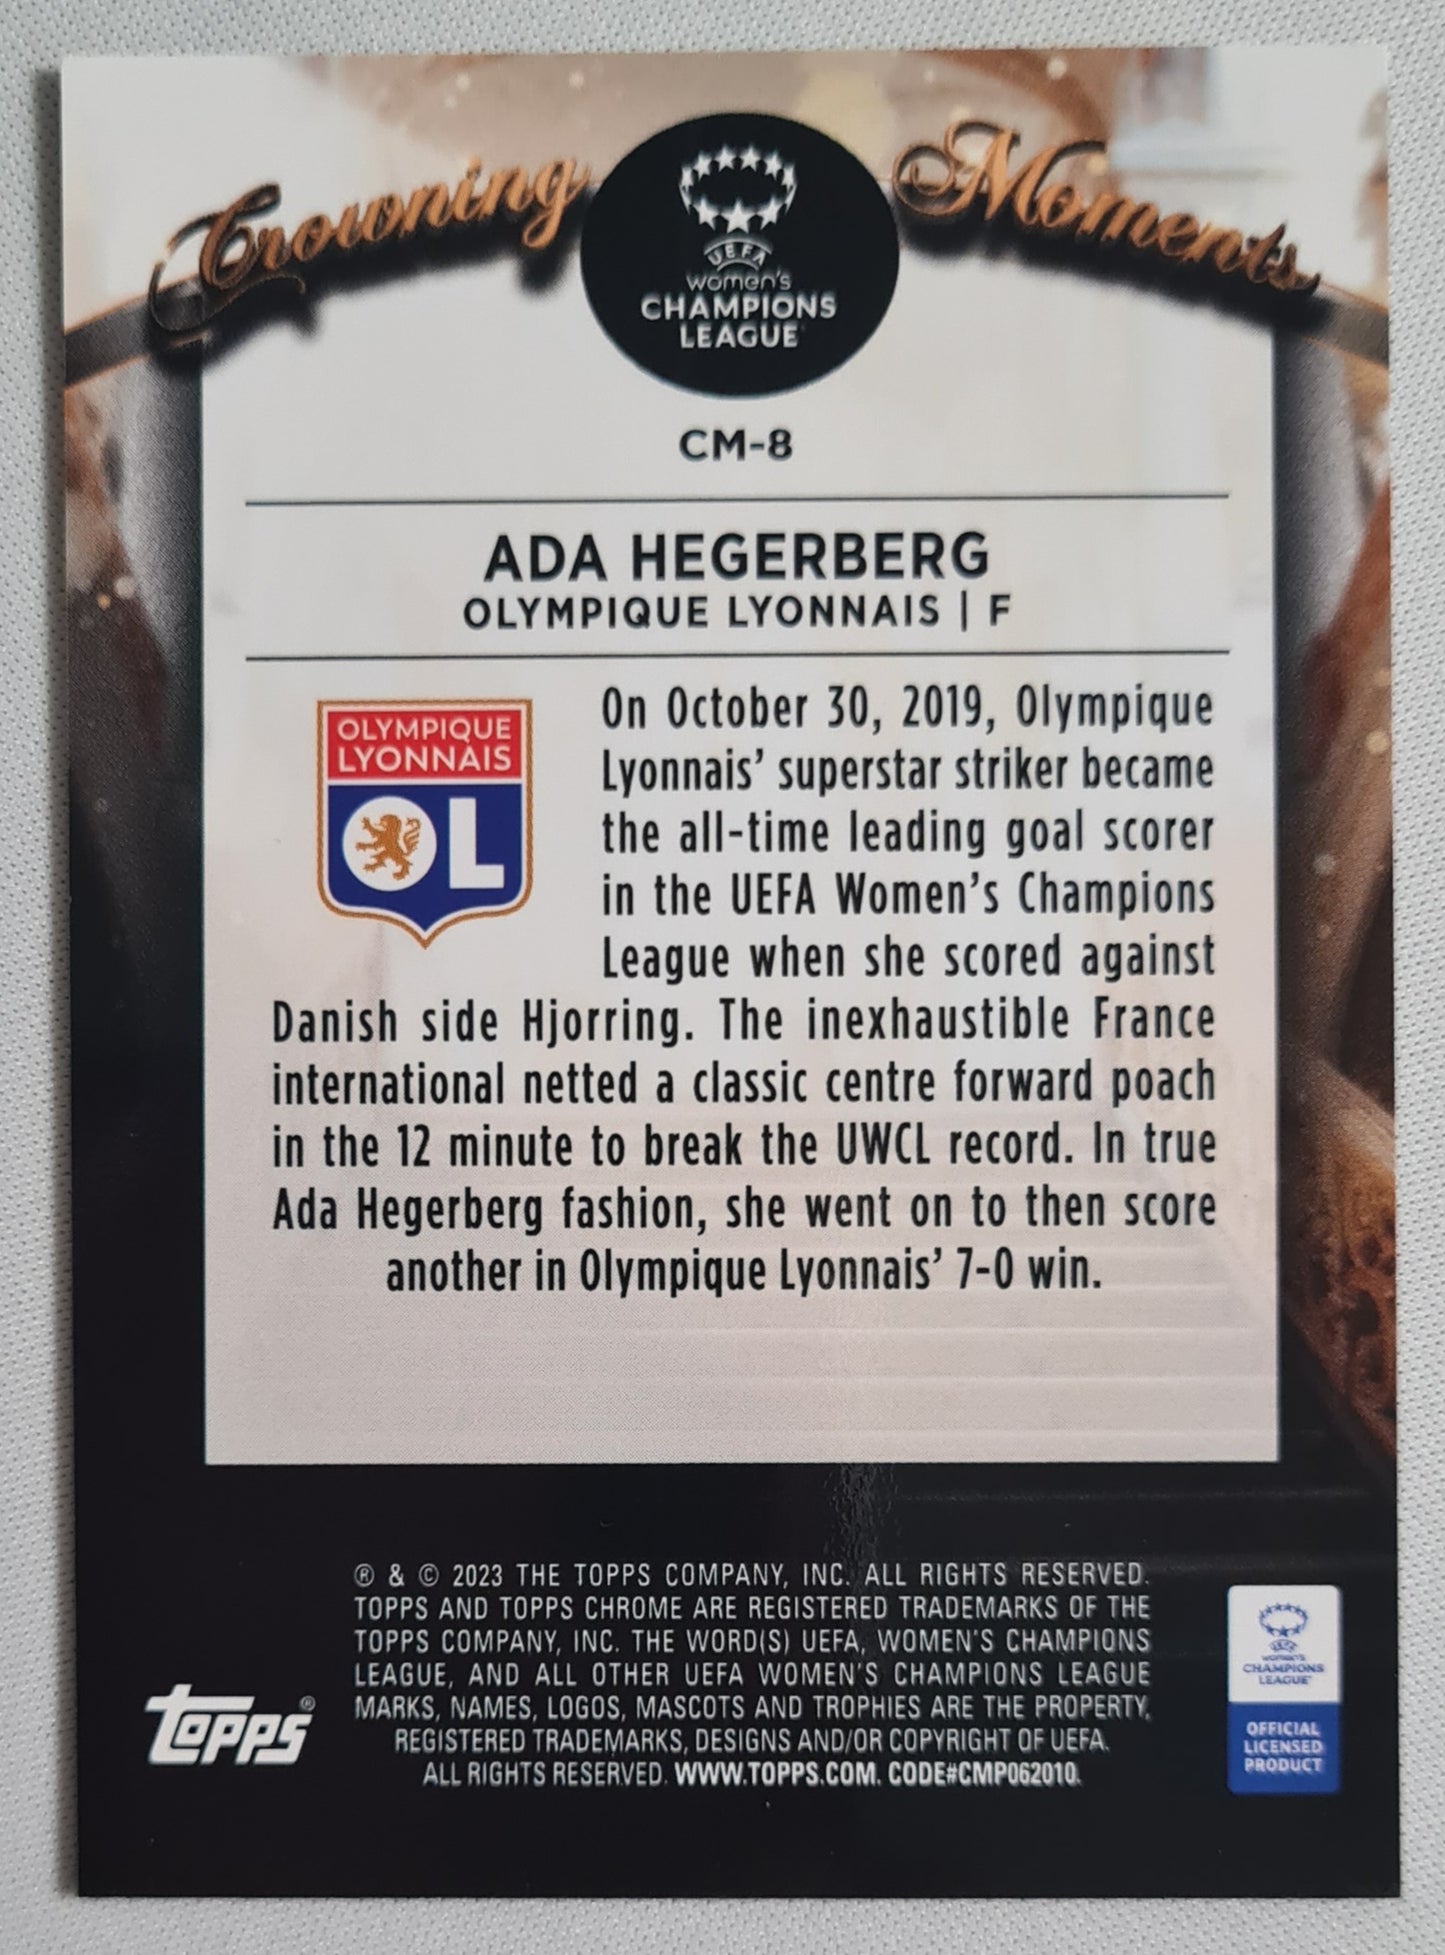 Crowning Moments
UEFA
women's
CHAMPIONS
LEAGUE
CM-8
ADA HEGERBERG
OLYMPIQUE LYONNAIS | F
OLYMPIQUE
LYONNAIS
OL
On October 30, 2019, Olympique
Lyonnais’ superstar striker became
the all-time leading goal scorer
in the UEFA Women’s Champions
League when she scored against
Danish side Hjorring. The inexhaustible France
international netted a classic centre forward poach
in the 12 minute to break the UWCL record. In true
Ada Hegerberg fashion, she went on to then score
another in Olympique Lyonnais’ 7-0 win.
® & © 2023 THE TOPPS COMPANY, INC. ALL RIGHTS RESERVED.
TOPPS AND TOPPS CHROME ARE REGISTERED TRADEMARKS OF THE
TOPPS COMPANY, INC. THE WORD(S) UEFA, WOMEN'S CHAMPIONS
LEAGUE, AND ALL OTHER UEFA WOMEN'S CHAMPIONS LEAGUE
MARKS, NAMES, LOGOS, MASCOTS AND TROPHIES ARE THE PROPERTY,
REGISTERED TRADEMARKS, DESIGNS AND/OR COPYRIGHT OF UEFA.
ALL RIGHTS RESERVED. WWW.TOPPS.COM. CODE#CMP062010.
Topps®
UEFA
WOMEN'S
CHAMPIONS
LEAGUE
OFFICIAL
LICENSED
PRODUCT